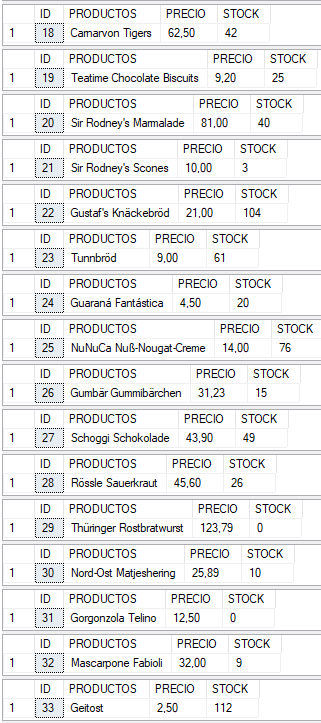 ID PRODUCTOS PRECIO STOCK
1 18 Carnarvon Tigers 62,50 42
ID PRODUCTOS PRECIO STOCK
1 19 Teatime Chocolate Biscuits 9,20 25
ID PRODUCTOS PRECIO STOCK
1 20 Sir Rodney's Marmalade 81,00 40
ID PRODUCTOS PRECIO STOCK
1 21 Sir Rodney's Scones 10,00 3
ID PRODUCTOS PRECIO STOCK
1 22 Gustaf's Knäckebröd 21,00 104
ID PRODUCTOS PRECIO STOCK
1 23 Tunnbröd 9,00 61
ID PRODUCTOS PRECIO STOCK
1 24 Guaraná Fantástica 4,50 20
ID PRODUCTOS PRECIO STOCK
1 25 NuNuCa Nuß-Nougat-Creme 14,00 76
ID PRODUCTOS PRECIO STOCK
1 26 Gumbär Gummibärchen 31,23 15
ID PRODUCTOS PRECIO STOCK
1 27 Schoggi Schokolade 43,90 49
ID PRODUCTOS PRECIO STOCK
1 28 Rössle Sauerkraut 45,60 26
ID PRODUCTOS PRECIO STOCK
1 29 Thüringer Rostbratwurst 123,79 0
ID PRODUCTOS PRECIO STOCK
1 30 Nord-Ost Matjeshering 25,89 10
ID PRODUCTOS PRECIO STOCK
1 31 Gorgonzola Telino 12,50 0
ID PRODUCTOS PRECIO STOCK
1 32 Mascarpone Fabioli 32,00 9
ID PRODUCTOS PRECIO STOCK
1 33 Geitost 2,50 112